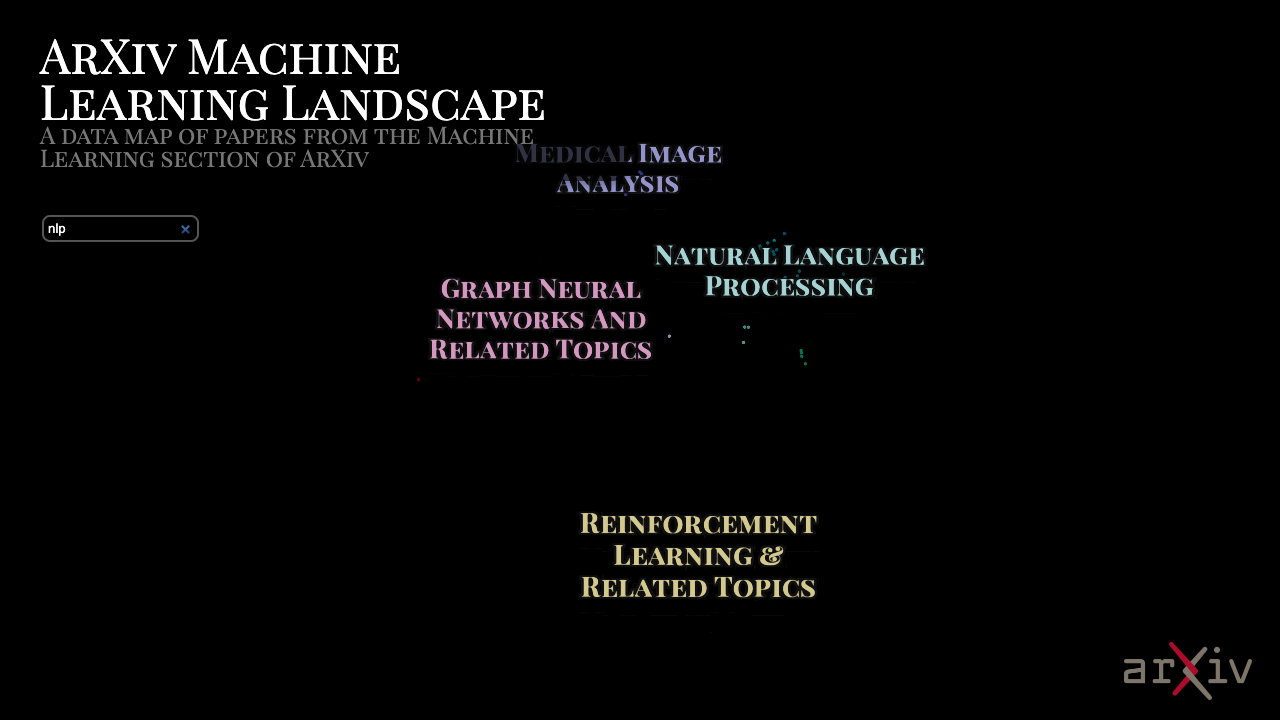 ArXiv Machine
Learning Landscape
A data map of papers from the Machine
Learning section of ArXiv
Medical Image
Analysis
nlp
Natural Language
Processing
Graph Neural
Networks And
Related Topics
Reinforcement
Learning &
Related Topics
arXiv